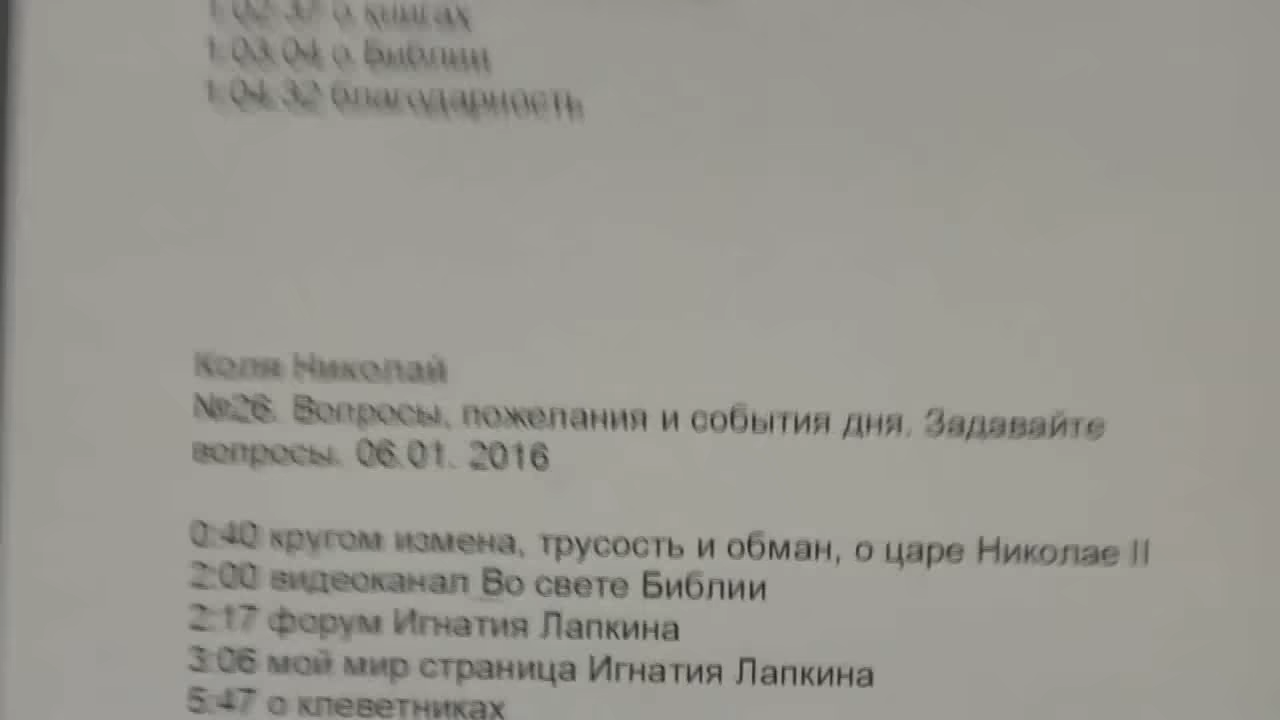 1:02:37 о книгах
1:03:04 о Библии
1:04:32 благодарность
Коля Николай
№26. Вопросы, пожелания и события дня. Задавайте
вопросы. 06.01. 2016
0:40 кругом измена, трусость и обман, о царе Николае II
2:00 видеоканал Во свете Библии
2:17 форум Игнатия Лапкина
3:06 мой мир страница Игнатия Лапкина
5:47 о клеветниках